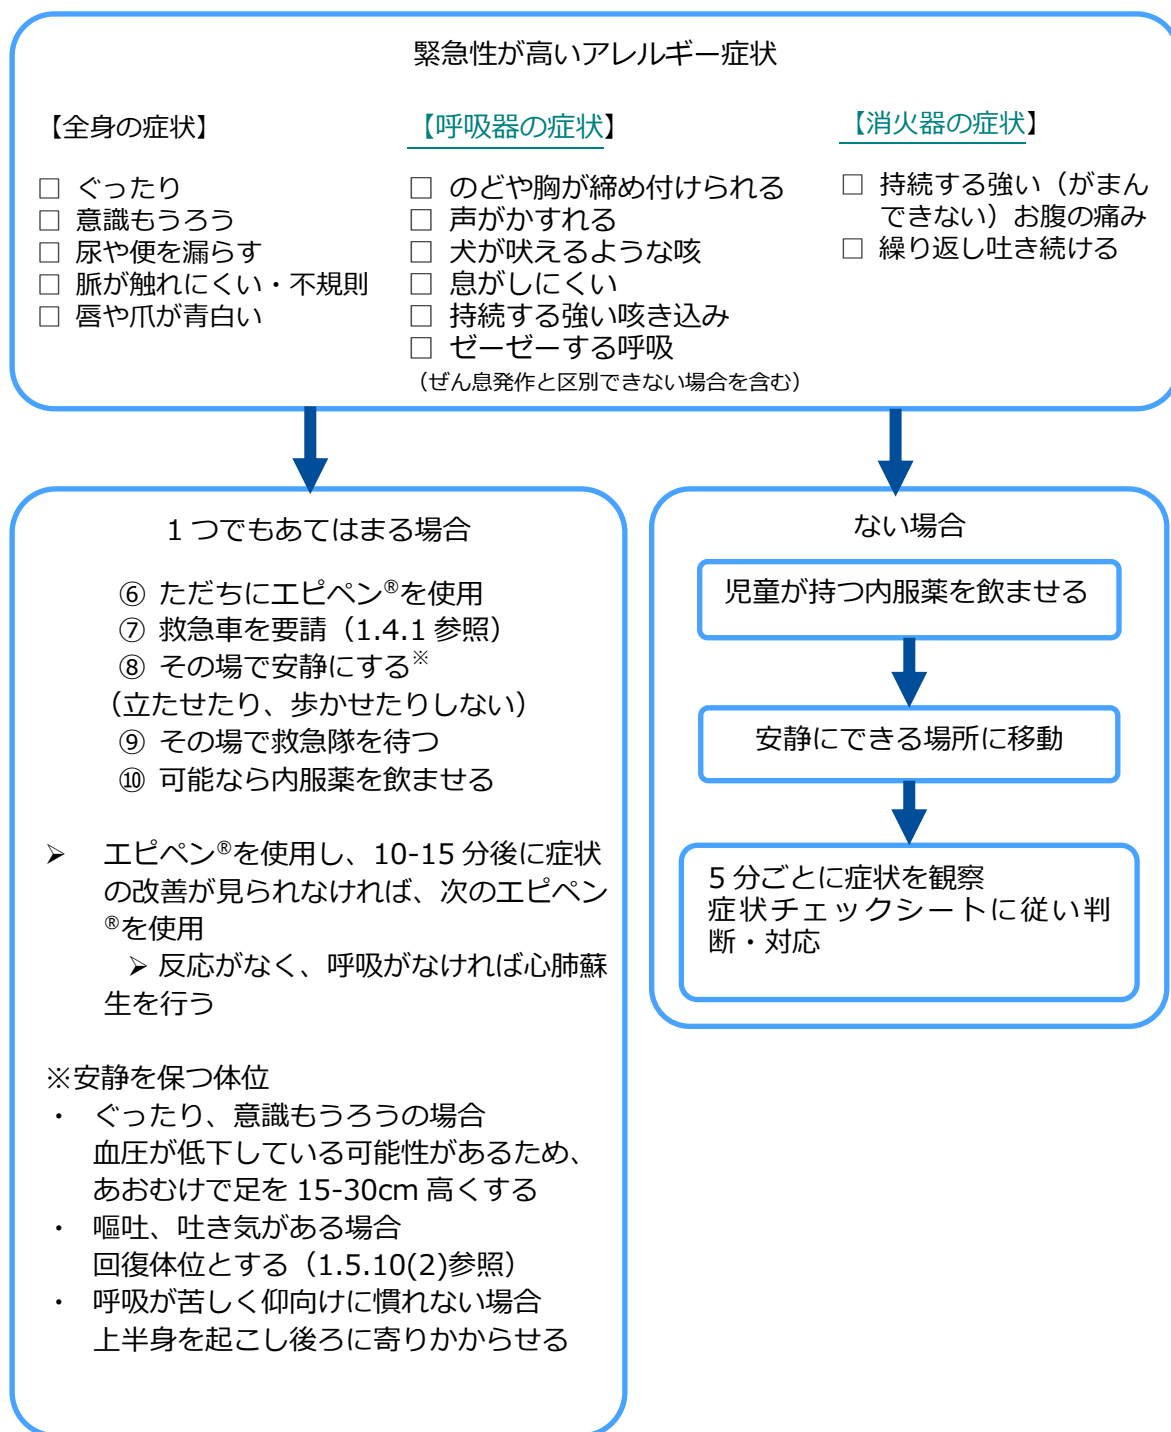 緊急性が高いアレルギー症状
【全身の症状】
□ ぐったり
□ 意識もうろう
□ 尿や便を漏らす
□ 脈が触れにくい・不規則
□ 唇や爪が青白い
【呼吸器の症状】
□ のどや胸が締め付けられる
□ 声がかすれる
□ 犬が吠えるような咳
□ 息がしにくい
□ 持続する強い咳き込み
□ ゼーゼーする呼吸
（ぜん息発作と区別できない場合を含む）
【消火器の症状】
□ 持続する強い（がまん
できない）お腹の痛み
□ 繰り返し吐き続ける
1 つでもあてはまる場合
⑥ ただちにエピペン®を使用
⑦ 救急車を要請（1.4.1 参照）
⑧ その場で安静にする※
（立たせたり、歩かせたりしない）
⑨ その場で救急隊を待つ
⑩ 可能なら内服薬を飲ませる
➢ エピペン®を使用し、10-15 分後に症状
の改善が見られなければ、次のエピペン
®を使用
➢ 反応がなく、呼吸がなければ心肺蘇
生を行う
※安静を保つ体位
・ ぐったり、意識もうろうの場合
血圧が低下している可能性があるため、
あおむけで足を 15-30cm 高くする
・ 嘔吐、吐き気がある場合
回復体位とする（1.5.10(2)参照）
・ 呼吸が苦しく仰向けに慣れない場合
上半身を起こし後ろに寄りかからせる
ない場合
児童が持つ内服薬を飲ませる
安静にできる場所に移動
5 分ごとに症状を観察
症状チェックシートに従い判
断・対応